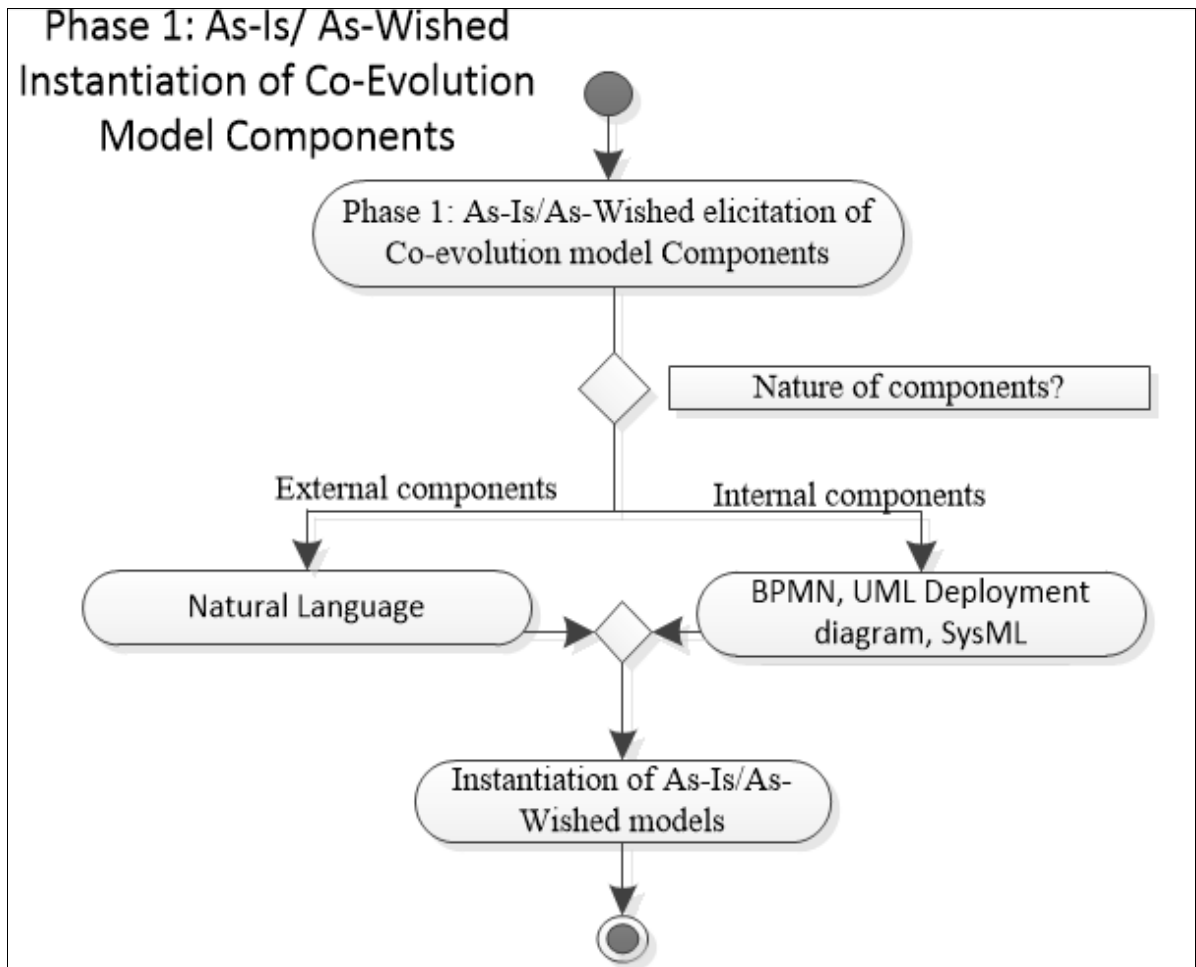 Phase 1: As-Is/ As-Wished
Instantiation of Co-Evolution
Model Components
Phase 1: As-Is/As-Wished elicitation of
Co-evolution model Components
Nature of components?
External components
Internal components
Natural Language
BPMN, UML Deployment
diagram, SysML
Instantiation of As-Is/As-
Wished models